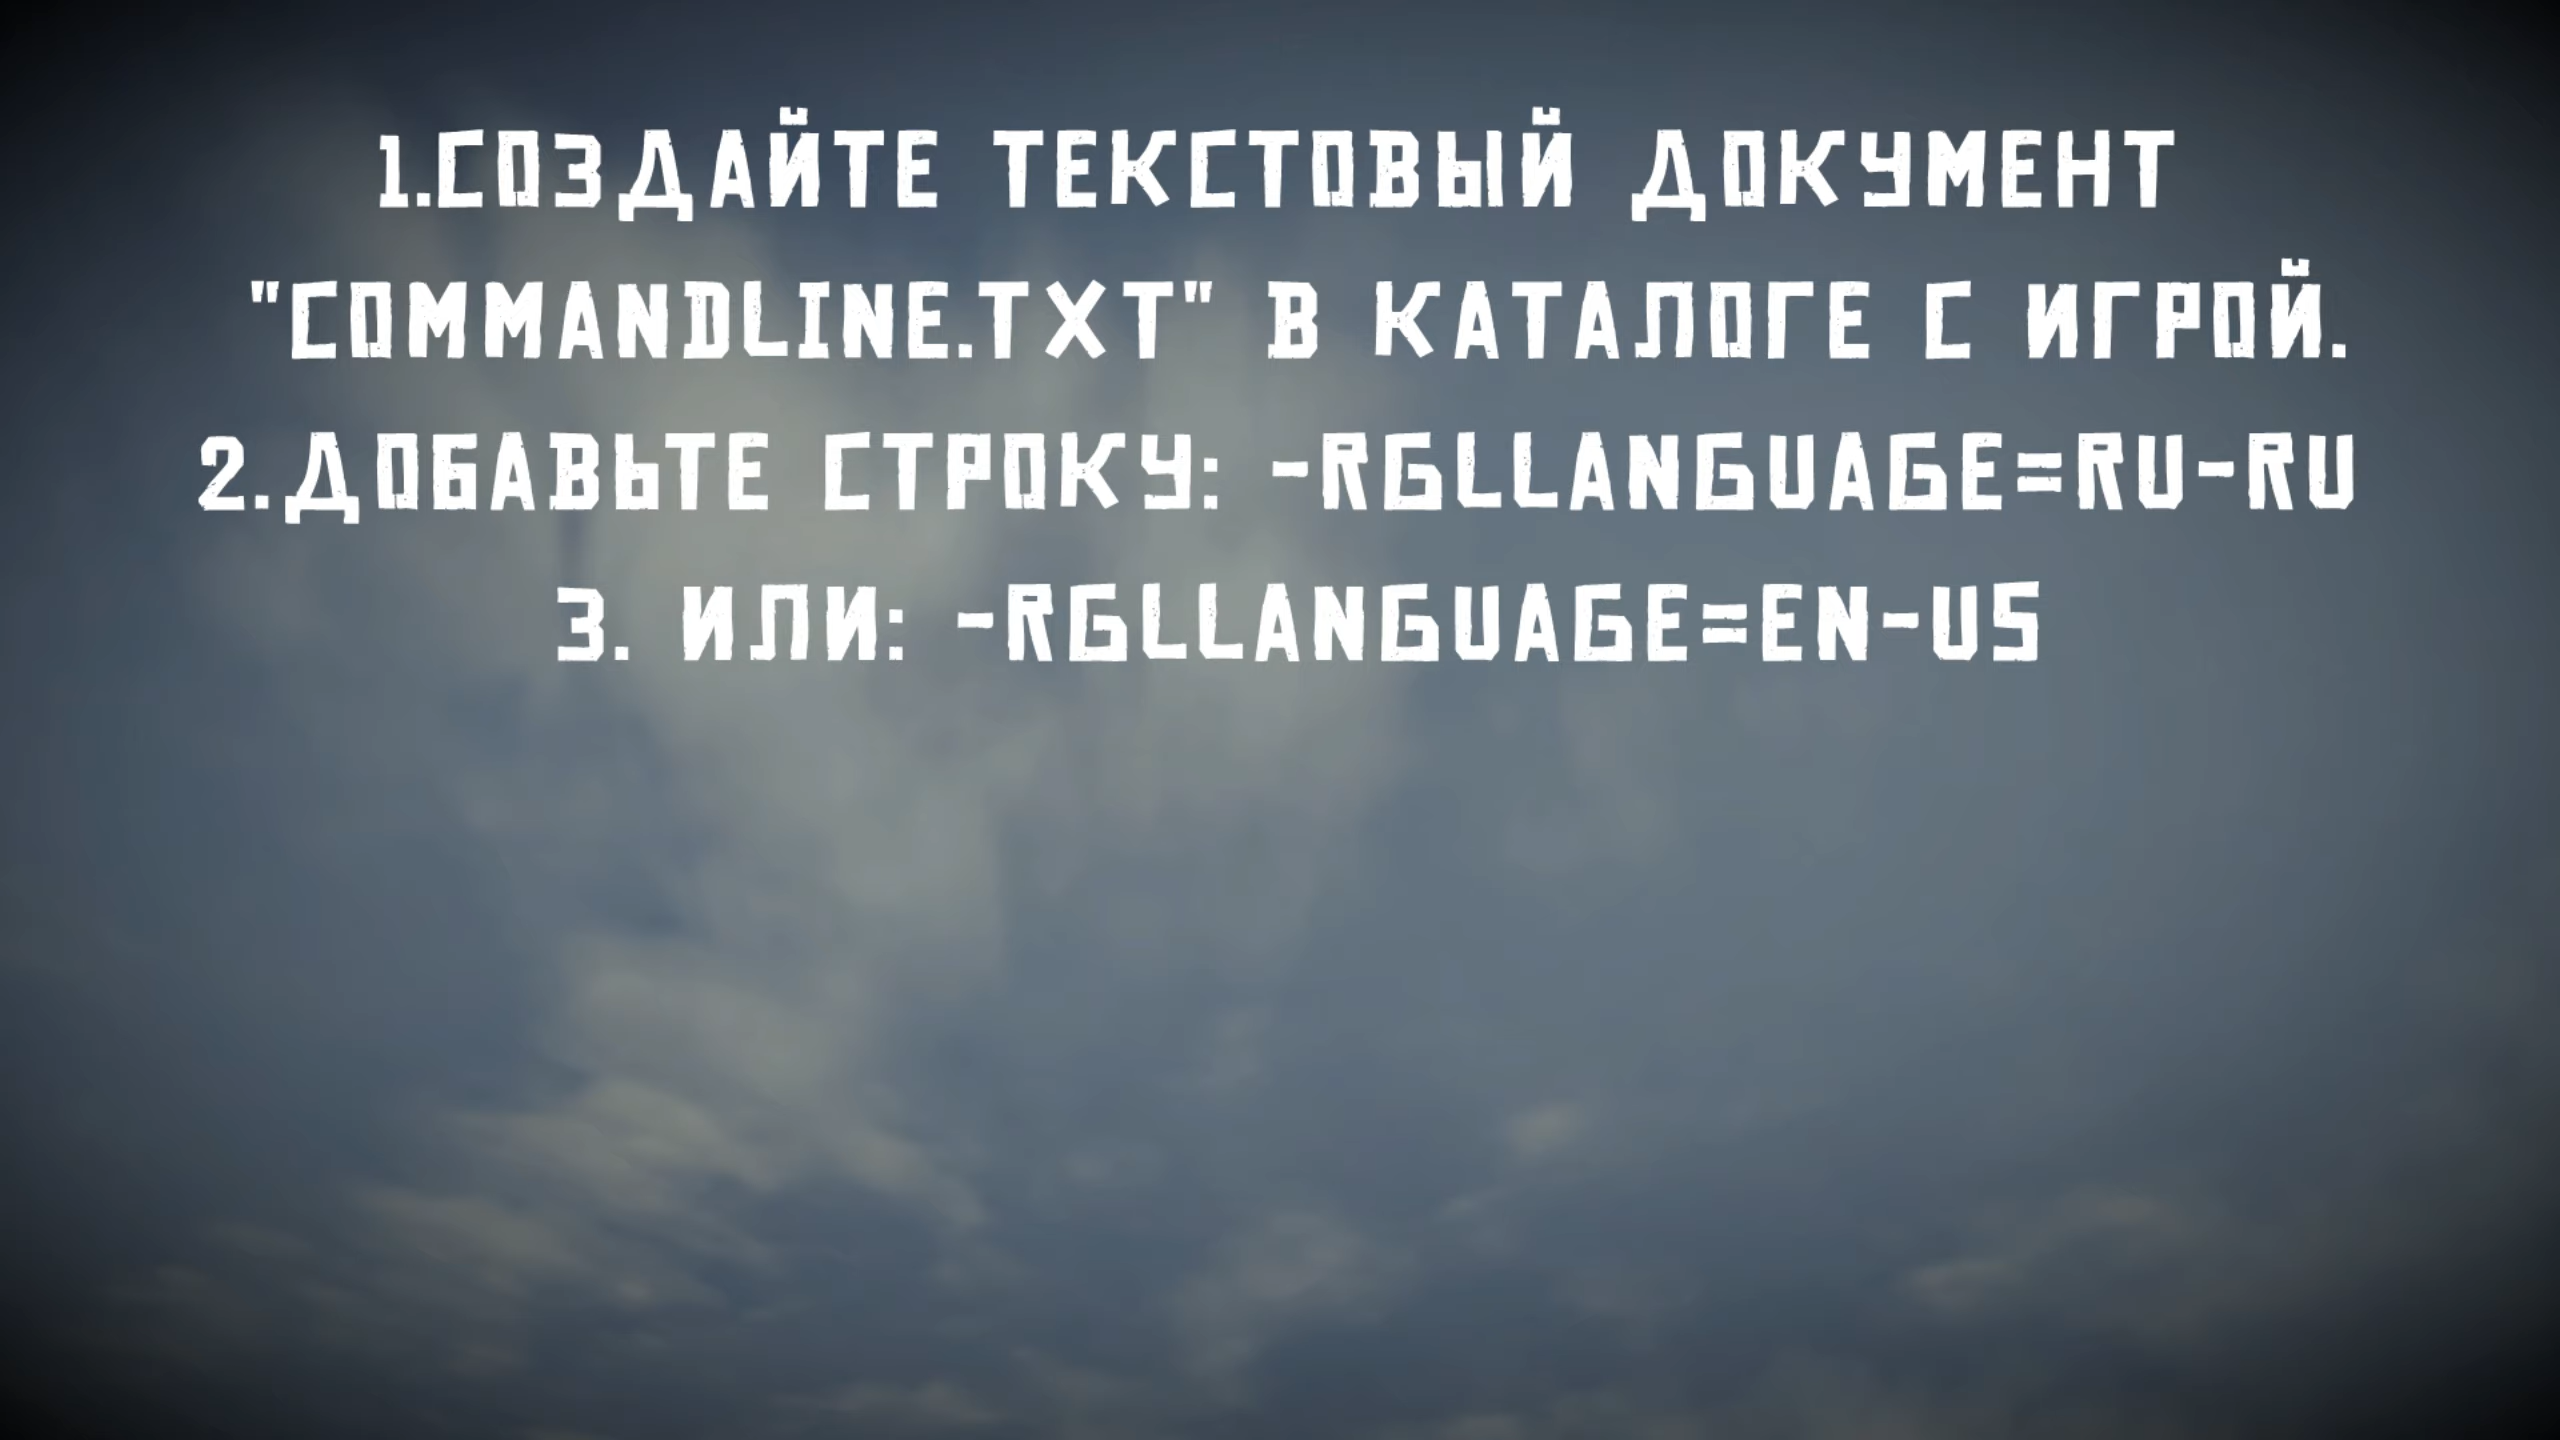 1.СОЗДАЙТЕ ТЕКСТОВЫЙ ДОКУМЕНТ
"COMMANDLINE.TXT" В КАТАЛОГЕ С ИГРОЙ.
2.ДОБАВЬТЕ СТРОКУ: -RGLLANGUAGE=RU-RU
3. ИЛИ: -RGLLANGUAGE=EN-US